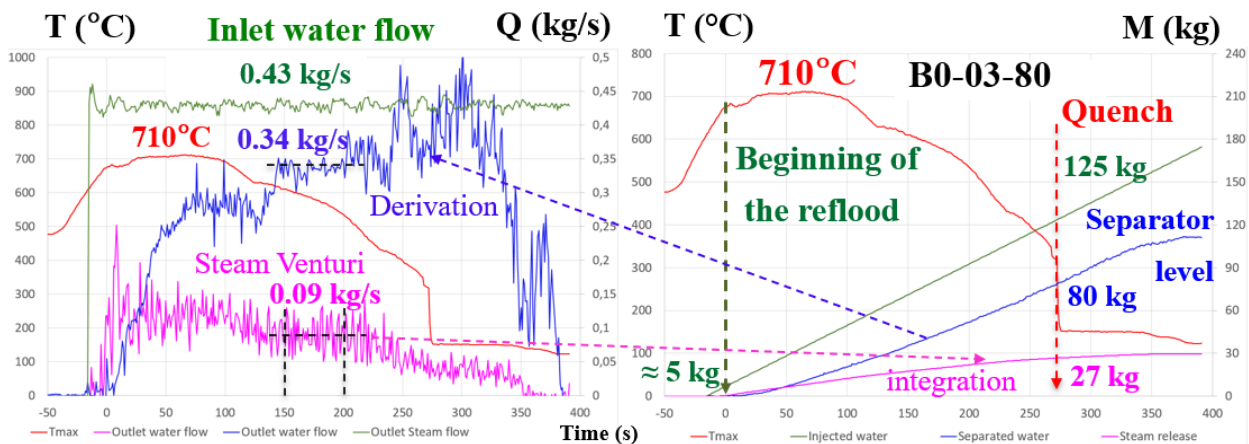 T (°C)
Inlet water flow
Q (kg/s)
1000
900
800
700
600
500
400
300
200
100
0
0.43 kg/s
710°C
0.34 kg/s
Derivation
Steam Venturi
0.09 kg/s
0,5
0,45
0,4
0,35
0,3
0,25
0,2
0,15
0,1
0,05
0
-50 0 50 100 150 200 250 300 350 400
Tmax Outlet water flow Outlet water flow Outlet Steam flow
Time (s)
T (°C)
M (kg)
800
700
600
500
400
300
200
100
0
710°C
B0-03-80
Quench
Beginning of
the reflood
125 kg
Separator
level
80 kg
≈ 5 kg
integration
27 kg
240
210
180
150
120
90
60
30
0
-50 0 50 100 150 200 250 300 350 400
Tmax Injected water Separated water Steam release